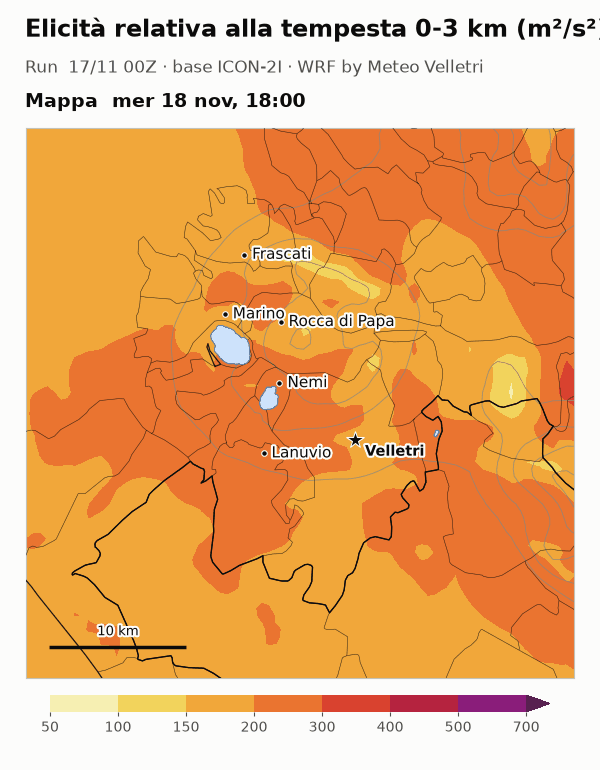 Elicità relativa alla tempesta 0-3 km (m²/s²)
Run  17/11 00Z · base ICON-2I · WRF by Meteo Velletri
Mappa  mer 18 nov, 18:00
Frascati
Marino
Rocca di Papa
Nemi
Velletri
Lanuvio
10 km
50 100 150 200 300 400 500 700